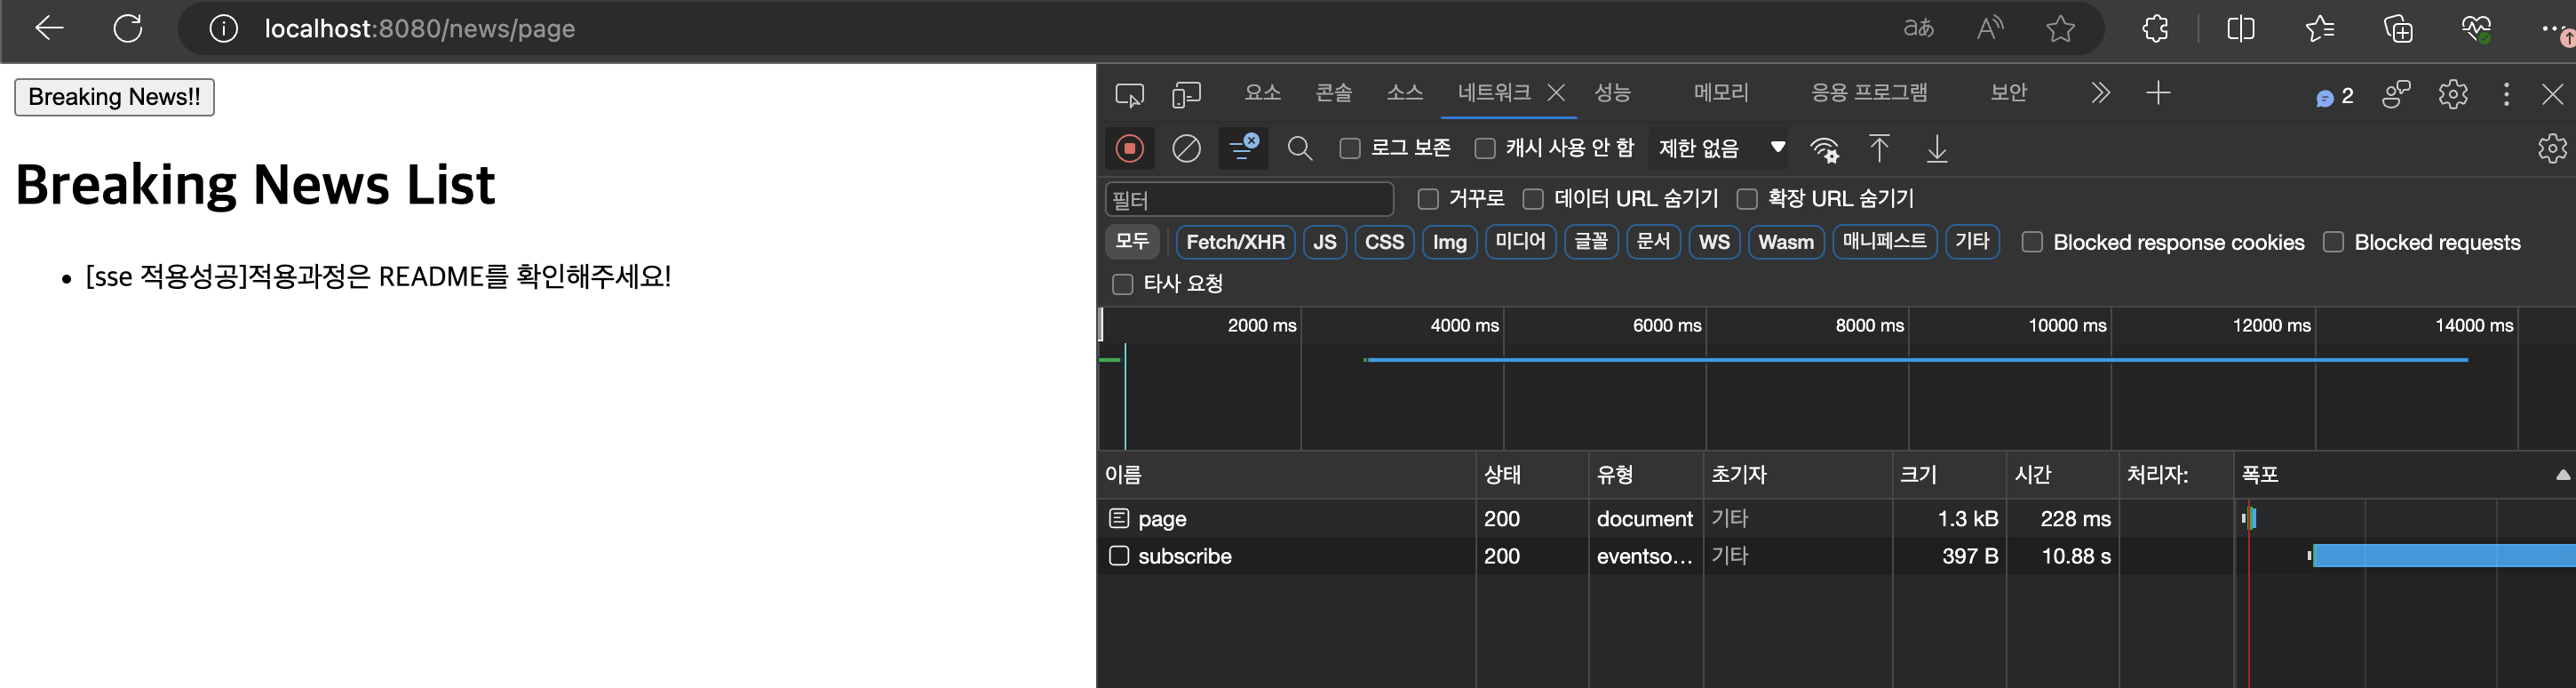 localhost:8080/news/page
aあ A
Breaking News!!
Breaking News List
• [sse 적용성공]적용과정은 README를 확인해주세요!
요소 콘솔 소스 네트워크 성능 메모리 응용 프로그램 보안 2
로그 보존 캐시 사용 안 함 제한 없음
필터 거꾸로 데이터 URL 숨기기 확장 URL 숨기기
모두 Fetch/XHR JS CSS Img 미디어 글꼴 문서 WS Wasm 매니페스트 기타 Blocked response cookies Blocked requests
타사 요청
2000 ms 4000 ms 6000 ms 8000 ms 10000 ms 12000 ms 14000 ms
이름 상태 유형 초기자 크기 시간 처리자: 폭포
page 200 document 기타 1.3 kB 228 ms
subscribe 200 eventso... 기타 397 B 10.88 s